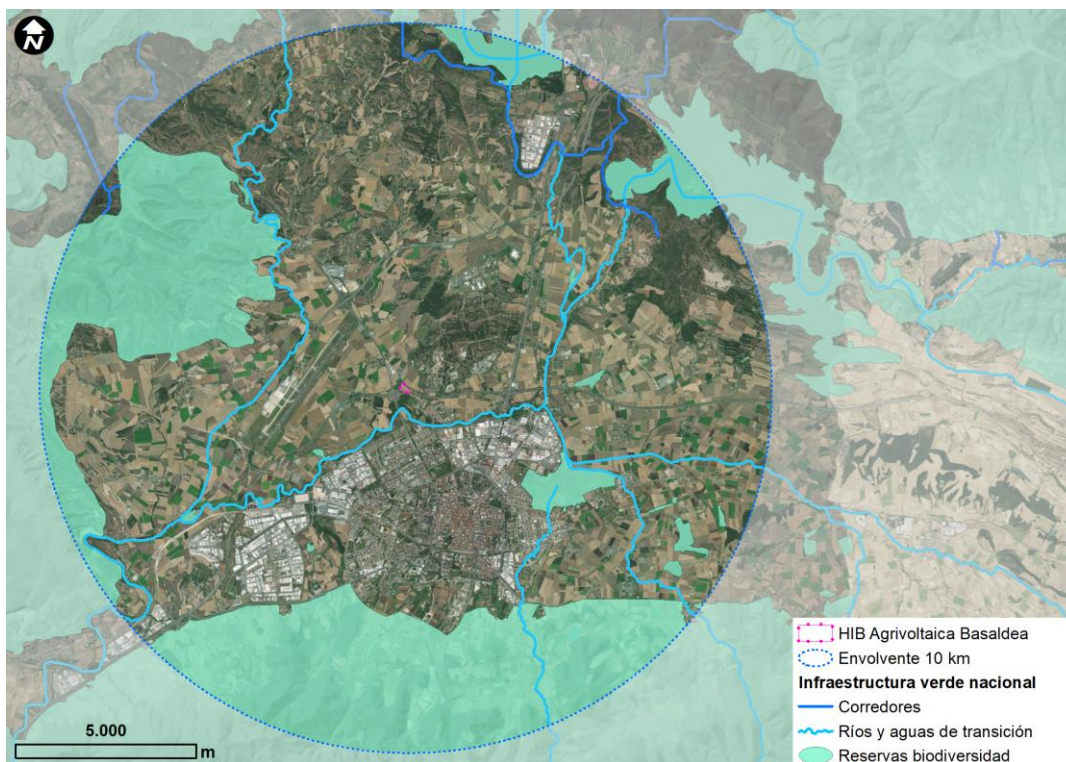 N
HIB Agrivoltaica Basaldea
Envolvente 10 km
Infraestructura verde nacional
Corredores
Ríos y aguas de transición
Reservas biodiversidad
5.000
m